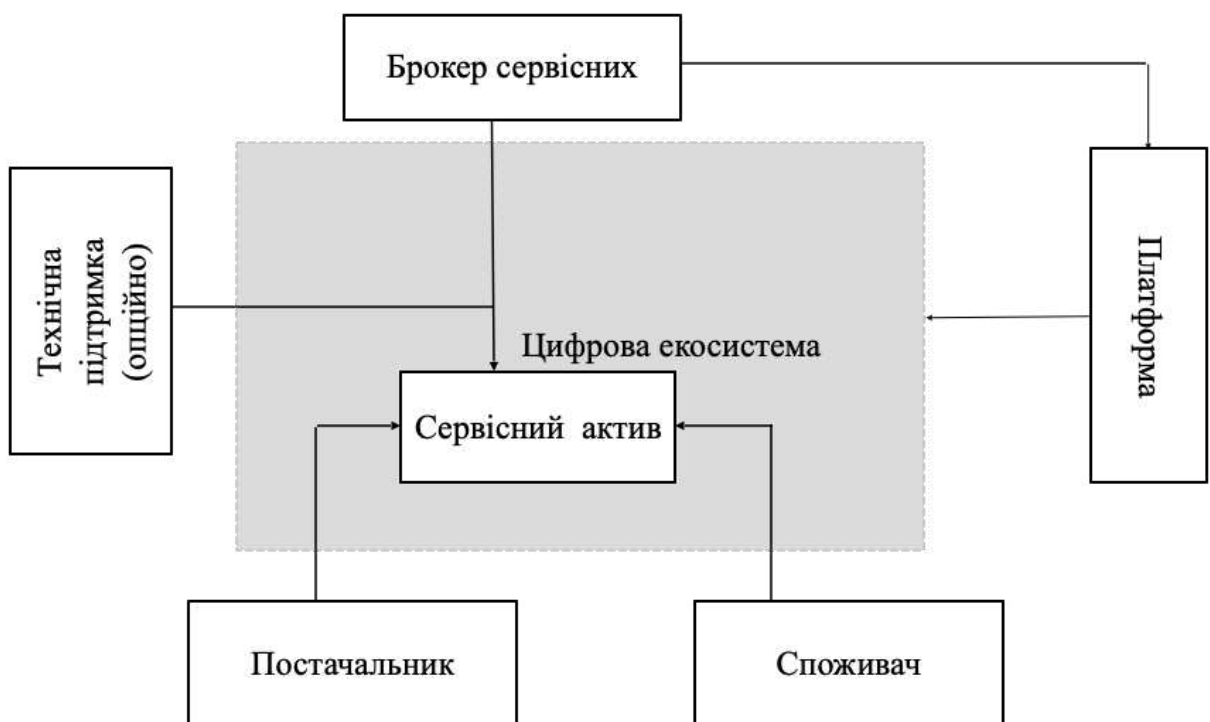 Брокер сервісних
Технічна
підтримка
(опційно)
Платформа
Цифрова екосистема
Сервісний актив
Постачальник
Споживач